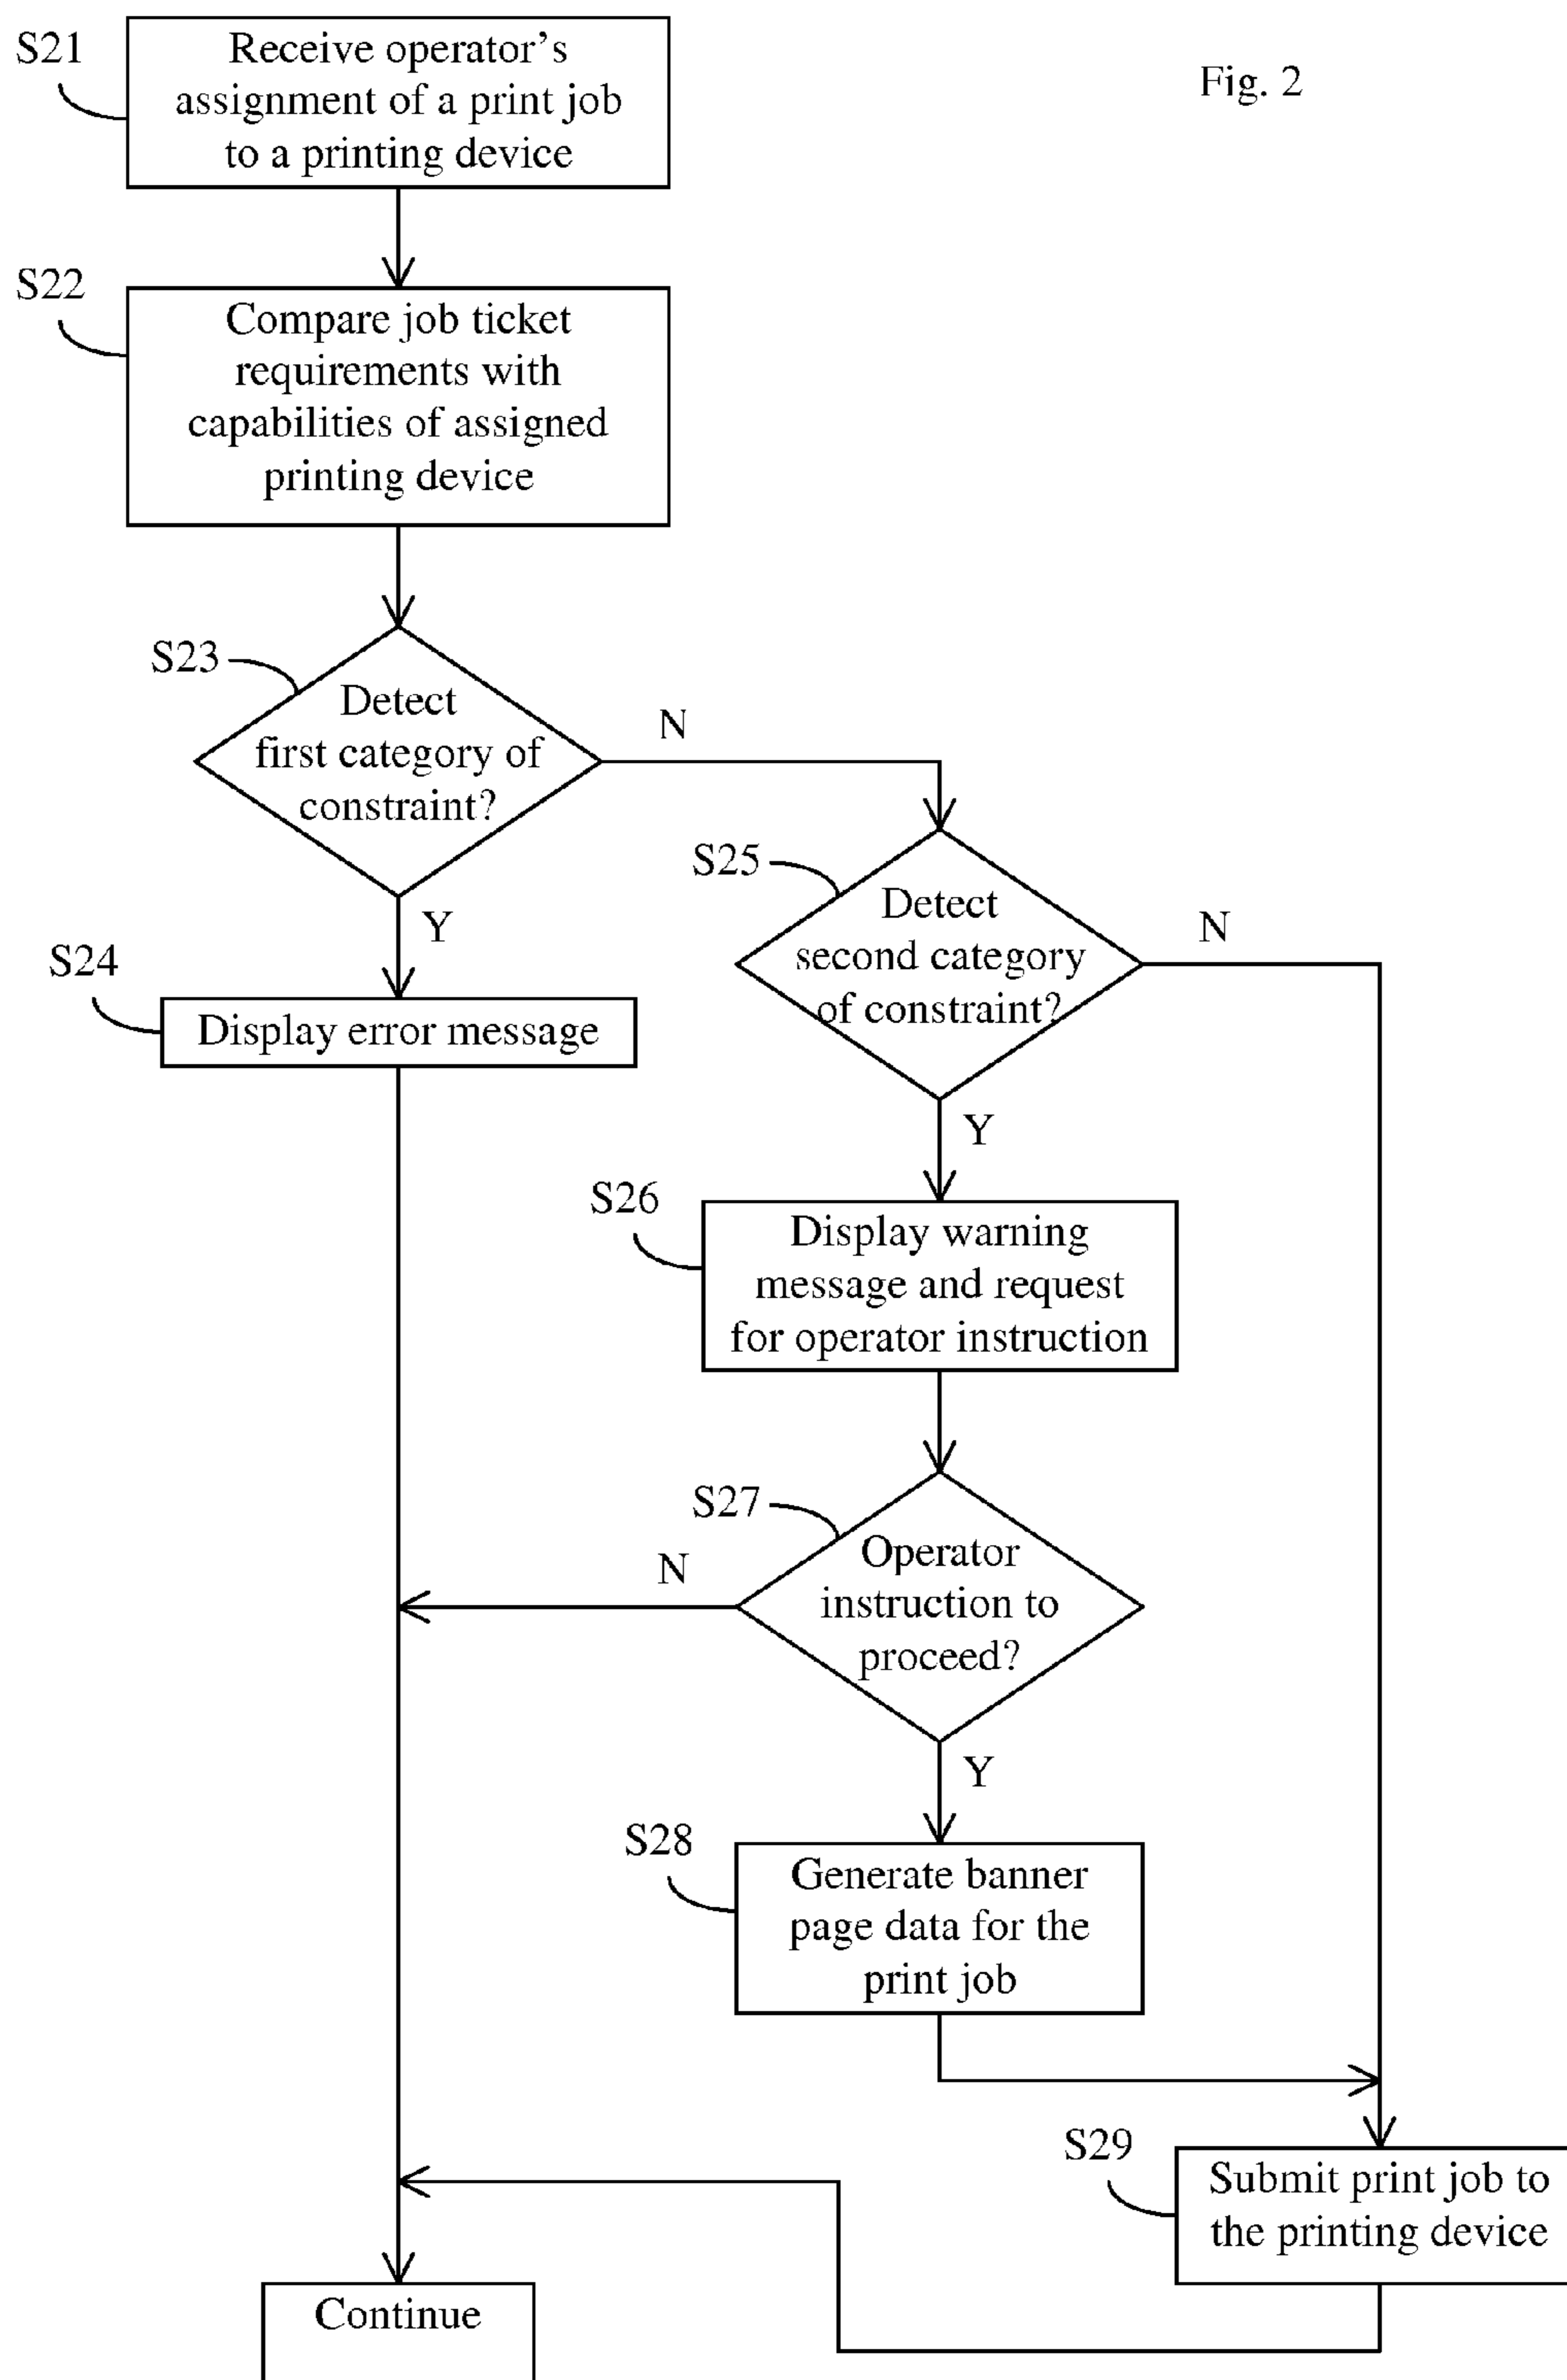 Fig. 2
S21
Receive operator’s
assignment of a print job
to a printing device
S22
Compare job ticket
requirements with
capabilities of assigned
printing device
S23
Detect
first category of
constraint?
N
Y
S24
Display error message
S25
Detect
second category
of constraint?
N
Y
S26
Display warning
message and request
for operator instruction
S27
Operator
instruction to
proceed?
N
Y
S28
Generate banner
page data for the
print job
S29
Submit print job to
the printing device
Continue